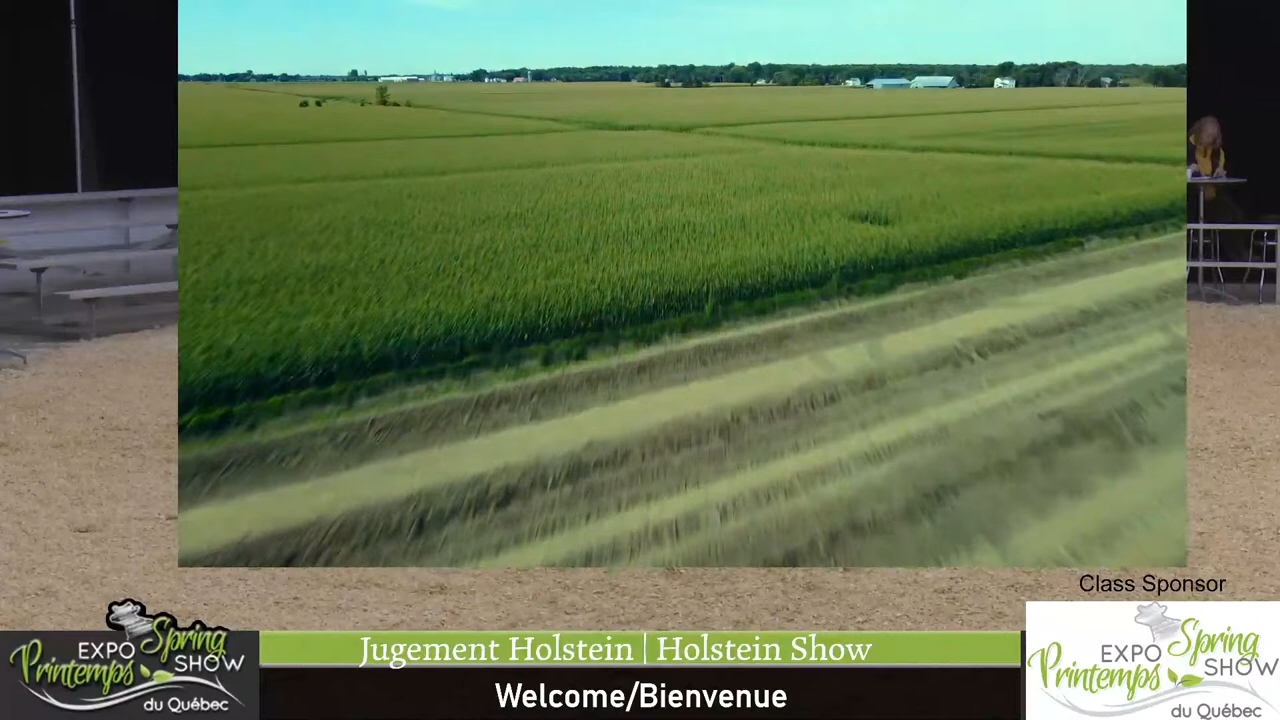 Class Sponsor
EXPO Spring
Printemps SHOW
du Québec
Jugement Holstein | Holstein Show
Welcome/Bienvenue
EXPO Spring
Printemps SHOW
du Québec